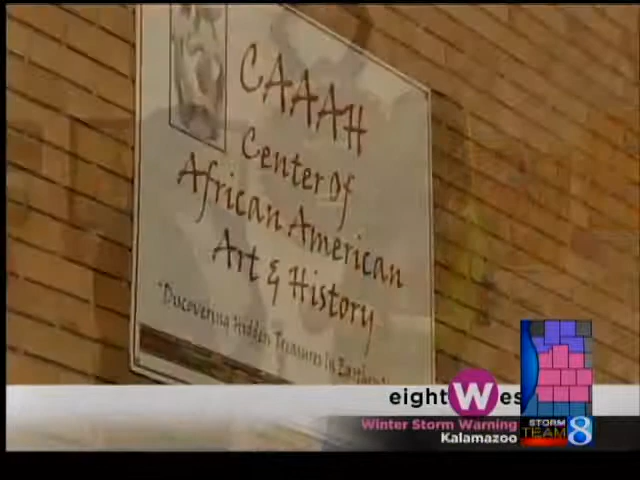 CAAAH
Center Of
African American
Art & History
"Discovering Hidden Treasures in
eight W es
Winter Storm Warning
Kalamazoo
STORM
TEAM 8